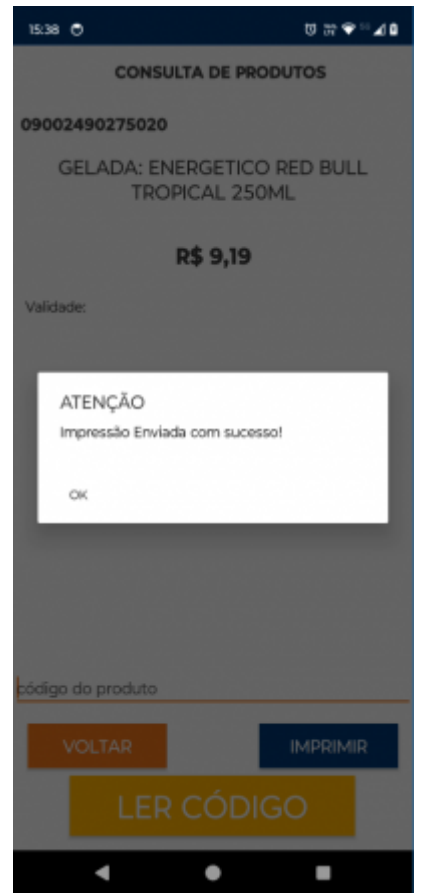 15:38
CONSULTA DE PRODUTOS
09002490275020
GELADA: ENERGETICO RED BULL
TROPICAL 250ML
R$ 9,19
Validade:
ATENÇÃO
Impressão Enviada com sucesso!
OK
código do produto
VOLTAR
IMPRIMIR
LER CÓDIGO